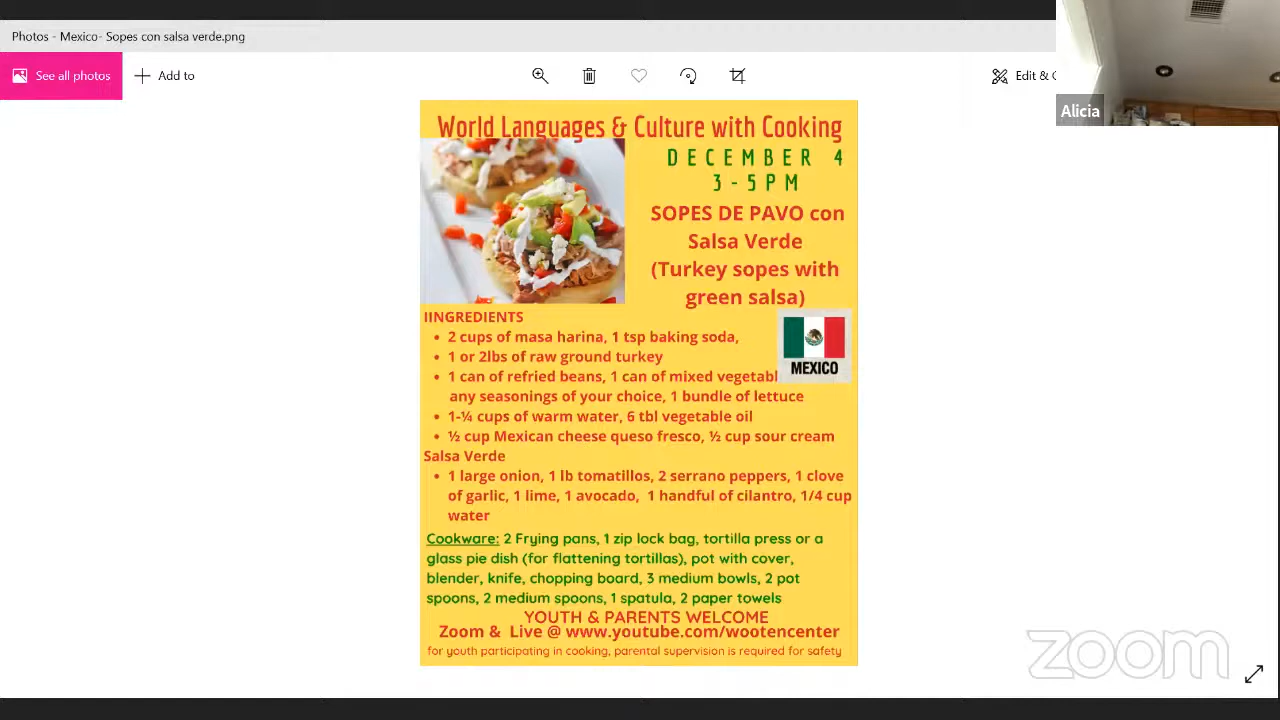 Photos - Mexico- Sopes con salsa verde.png
See all photos
Add to
Edit &
Alicia
World Languages & Culture with Cooking
DECEMBER 4
3-5PM
SOPES DE PAVO con
Salsa Verde
(Turkey sopes with
green salsa)
IINGREDIENTS
• 2 cups of masa harina, 1 tsp baking soda,
• 1 or 2lbs of raw ground turkey
• 1 can of refried beans, 1 can of mixed
any seasonings of your choice, 1 bundle of lettuce
• 1-¼ cups of warm water, 6 tbl vegetable oil
• ½ cup Mexican cheese queso fresco, ½ cup sour cream
MEXICO
Salsa Verde
• 1 large onion, 1 lb tomatillos, 2 serrano peppers, 1 clove
of garlic, 1 lime, 1 avocado, 1 handful of cilantro, 1/4 cup
water
Cookware: 2 Frying pans, 1 zip lock bag, tortilla press or a
glass pie dish (for flattening tortillas), pot with cover,
blender, knife, chopping board, 3 medium bowls, 2 pot
spoons, 2 medium spoons, 1 spatula, 2 paper towels
YOUTH & PARENTS WELCOME
Zoom & Live @ www.youtube.com/wootencenter
for youth participating in cooking, parental supervision is required for safety
zoom